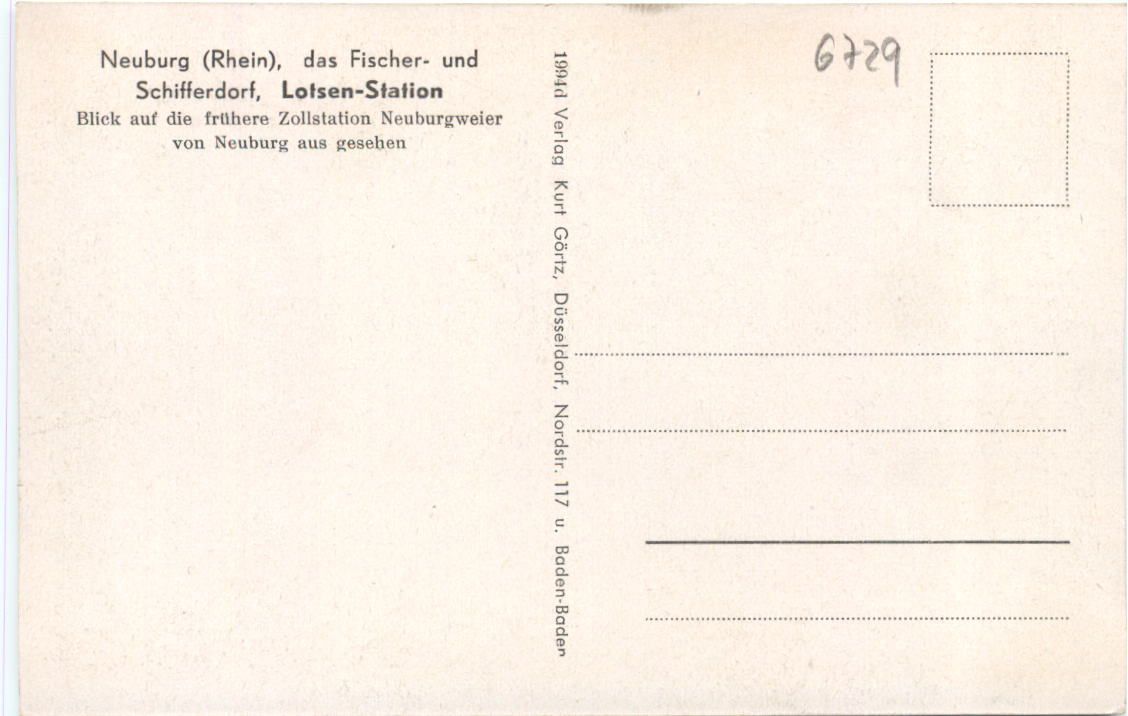 Neuburg (Rhein), das Fischer- und
Schifferdorf, Lotsen-Station
Blick auf die frühere Zollstation Neuburgweier
von Neuburg aus gesehen
1994d Verlag Kurt Görtz, Düsseldorf, Nordstr. 117 u. Baden-Baden
6729